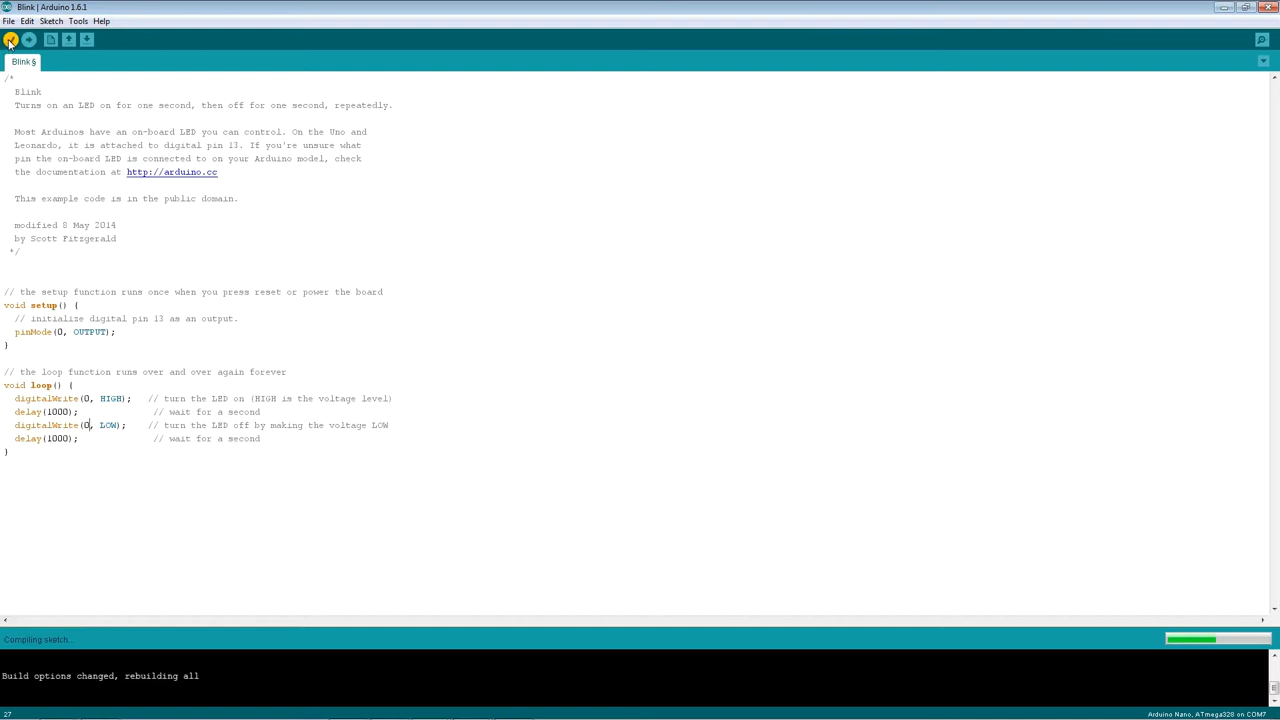 Blink | Arduino 1.6.1
File Edit Sketch Tools Help
Blink §
/*
Blink
Turns on an LED on for one second, then off for one second, repeatedly.
Most Arduinos have an on-board LED you can control. On the Uno and
Leonardo, it is attached to digital pin 13. If you're unsure what
pin the on-board LED is connected to on your Arduino model, check
the documentation at http://arduino.cc
This example code is in the public domain.
modified 8 May 2014
by Scott Fitzgerald
*/
// the setup function runs once when you press reset or power the board
void setup() {
// initialize digital pin 13 as an output.
pinMode(0, OUTPUT);
}
// the loop function runs over and over again forever
void loop() {
digitalWrite(0, HIGH);   // turn the LED on (HIGH is the voltage level)
delay(1000);              // wait for a second
digitalWrite(0, LOW);    // turn the LED off by making the voltage LOW
delay(1000);              // wait for a second
}
Compiling sketch...
Build options changed, rebuilding all
27 Arduino Nano, ATmega328 on COM7